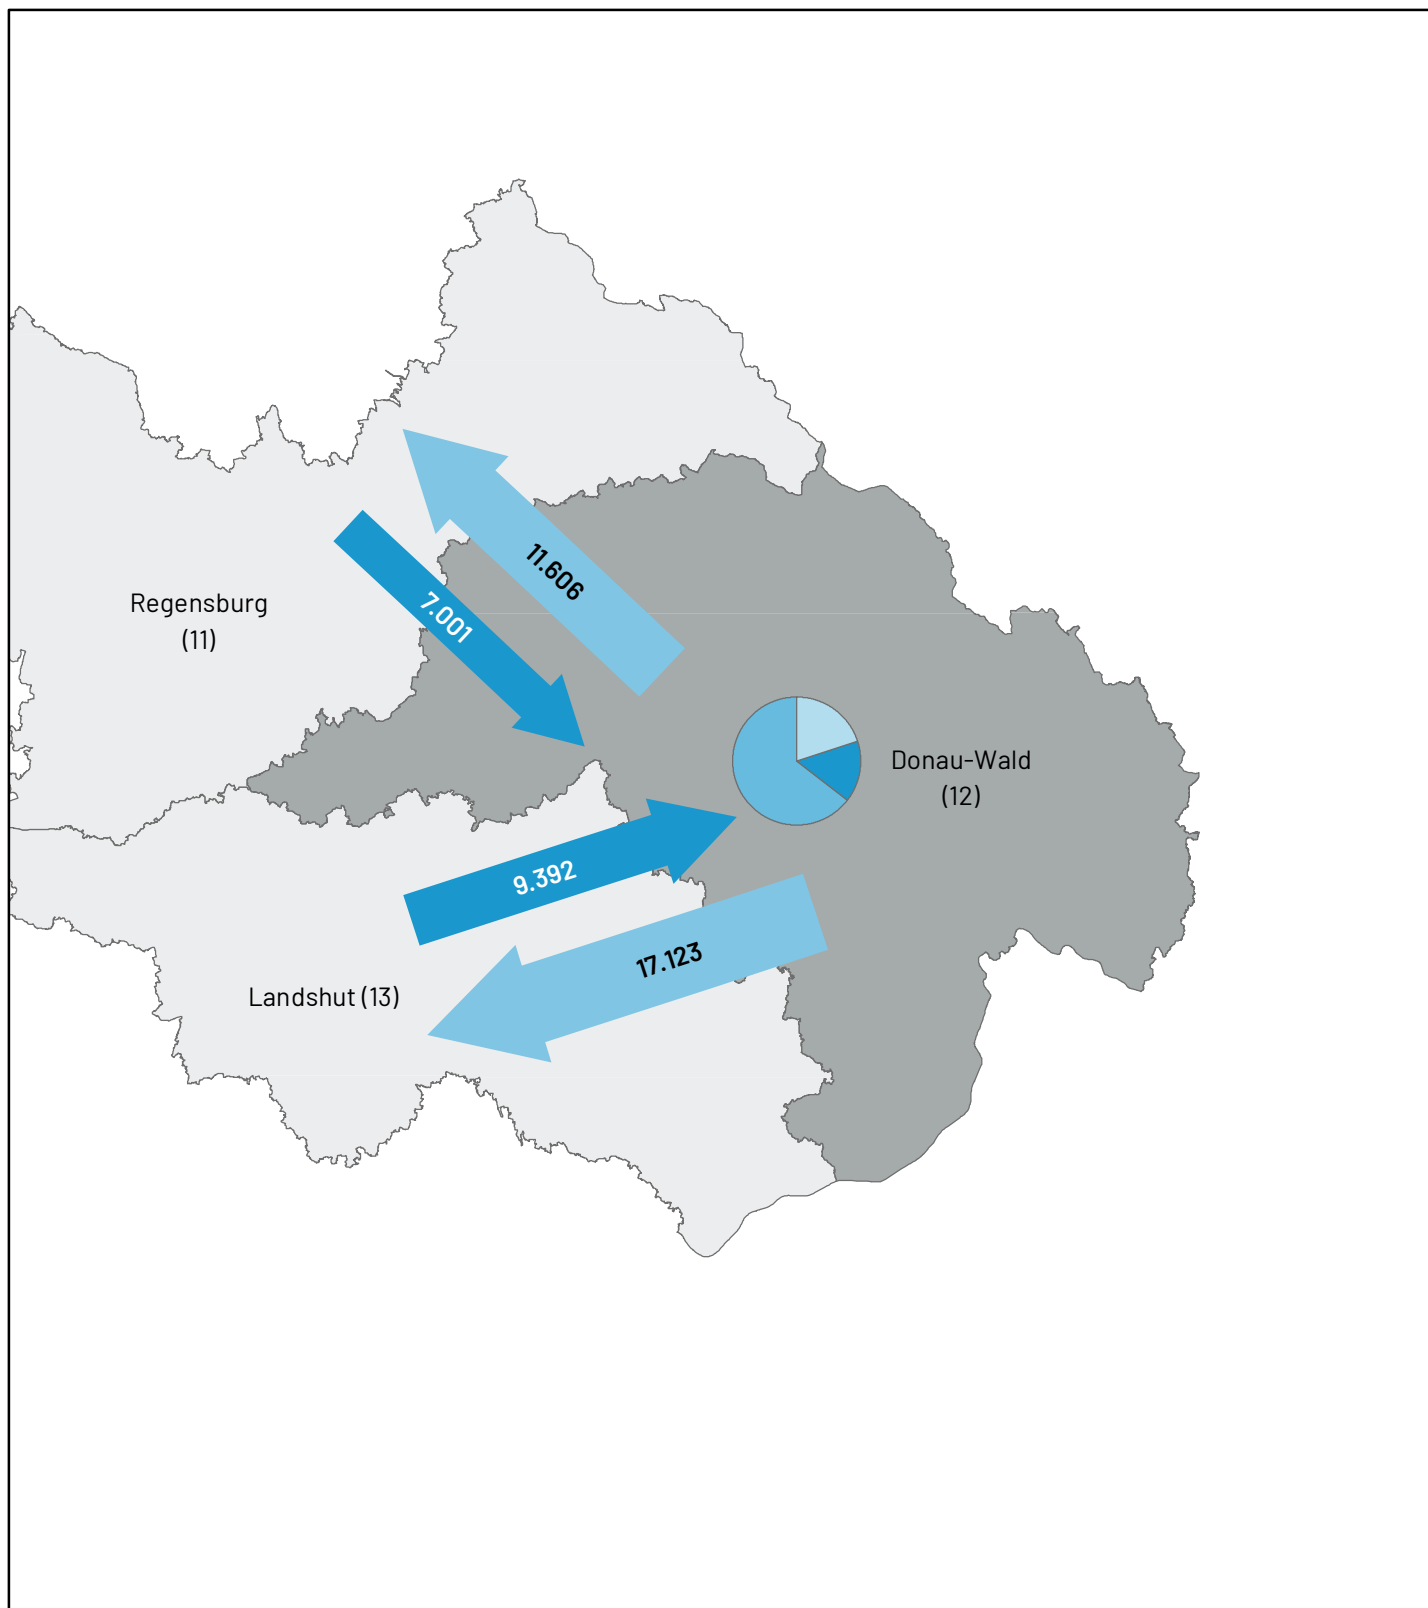 11.606
Regensburg
(11)
7.001
Donau-Wald
(12)
9.392
17.123
Landshut (13)